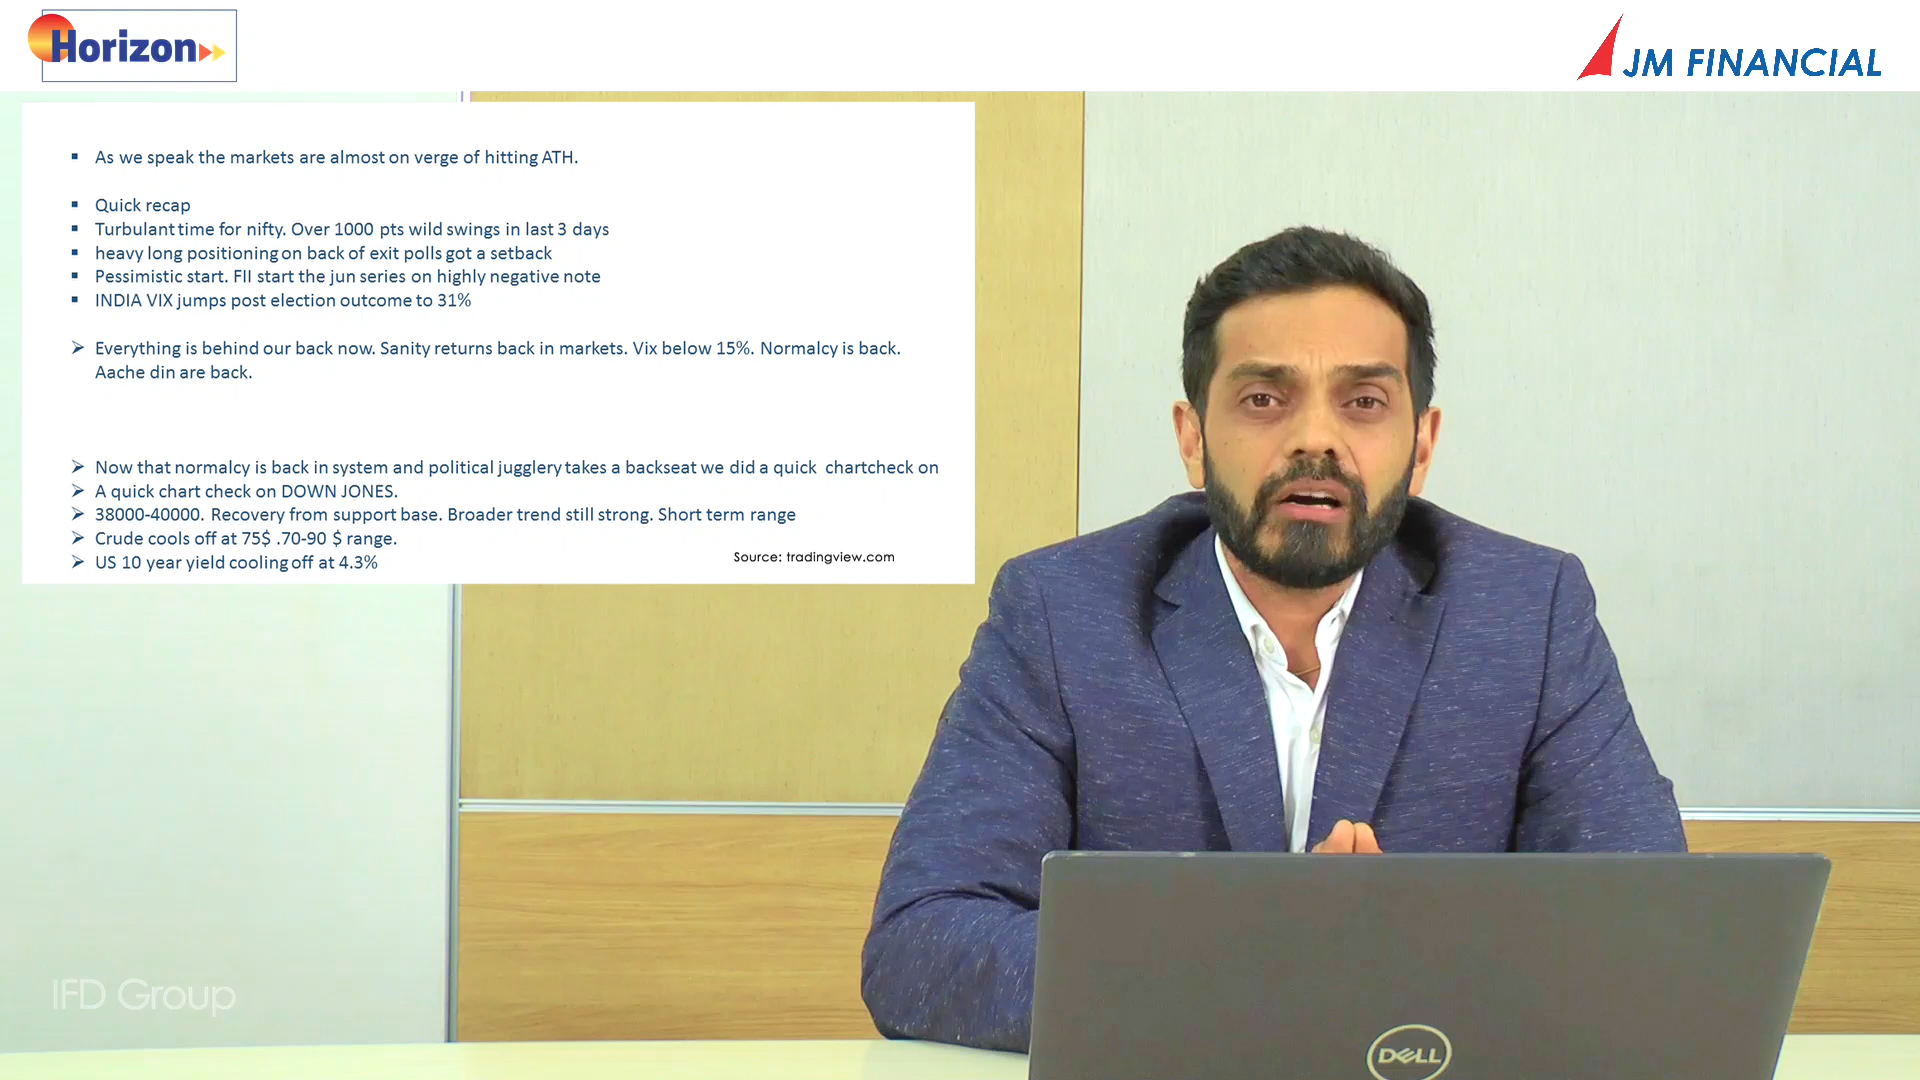 Horizon
JM FINANCIAL
As we speak the markets are almost on verge of hitting ATH.
Quick recap
Turbulant time for nifty. Over 1000 pts wild swings in last 3 days
heavy long positioning on back of exit polls got a setback
Pessimistic start. FII start the jun series on highly negative note
INDIA VIX jumps post election outcome to 31%
Everything is behind our back now. Sanity returns back in markets. Vix below 15%. Normalcy is back.
Aache din are back.
Now that normalcy is back in system and political jugglery takes a backseat we did a quick chartcheck on
A quick chart check on DOWN JONES.
38000-40000. Recovery from support base. Broader trend still strong. Short term range
Crude cools off at 75$ .70-90 $ range.
US 10 year yield cooling off at 4.3%
Source: tradingview.com
IFD Group
DELL